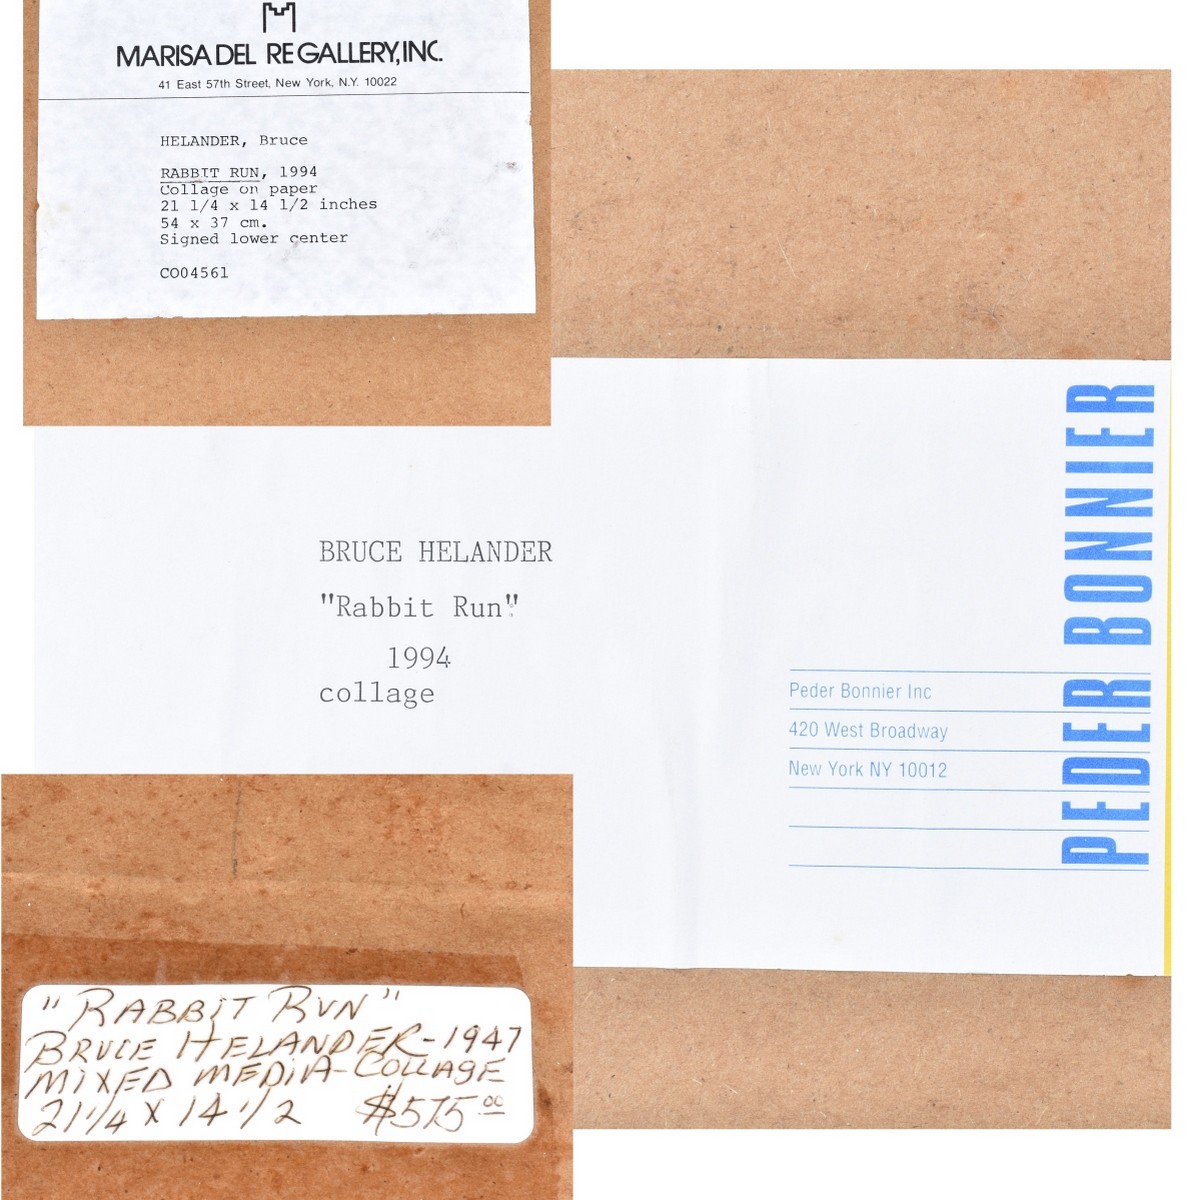 MARISA DEL RE GALLERY, INC.
41 East 57th Street, New York, N.Y. 10022
HELANDER, Bruce
RABBIT RUN, 1994
Collage on paper
21 1/4 x 14 1/2 inches
54 x 37 cm.
Signed lower center
CO04561
BRUCE HELANDER
"Rabbit Run"
1994
collage
Peder Bonnier Inc
420 West Broadway
New York NY 10012
PEDER BONNIER
"RABBIT RUN"
BRUCE HELANDER-1947
MIXED MEDIA-COLLAGE
21 1/4 X 14 1/2 $575.00